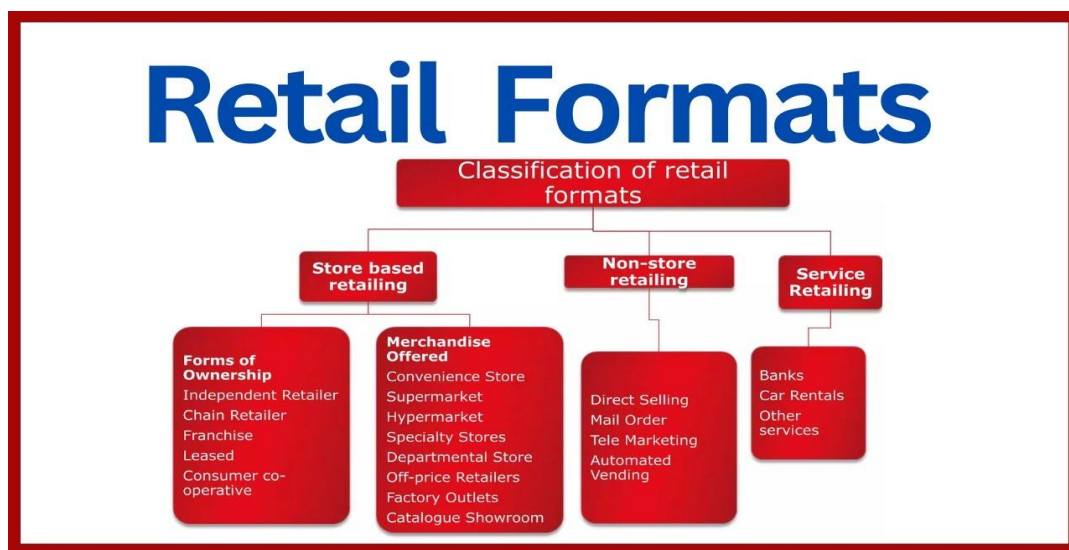 Retail Formats
Classification of retail
formats
Store based
retailing
Non-store
retailing
Service
Retailing
Forms of
Ownership
Independent Retailer
Chain Retailer
Franchise
Leased
Consumer co-
operative
Merchandise
Offered
Convenience Store
Supermarket
Hypermarket
Specialty Stores
Departmental Store
Off-price Retailers
Factory Outlets
Catalogue Showroom
Direct Selling
Mail Order
Tele Marketing
Automated
Vending
Banks
Car Rentals
Other
services